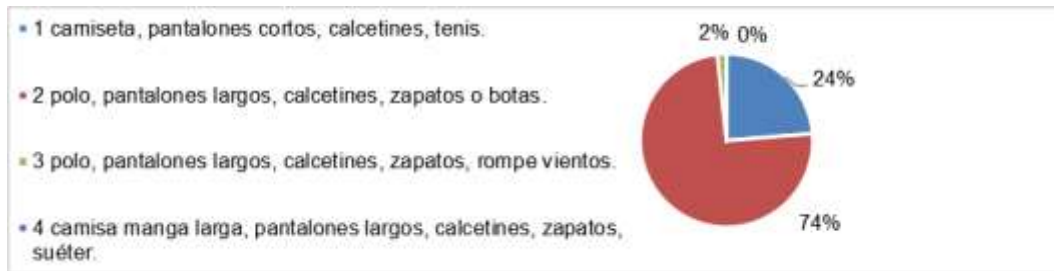 1 camiseta, pantalones cortos, calcetines, tenis.
2 polo, pantalones largos, calcetines, zapatos o botas.
3 polo, pantalones largos, calcetines, zapatos, rompe vientos.
4 camisa manga larga, pantalones largos, calcetines, zapatos,
suéter.
2% 0%
24%
74%